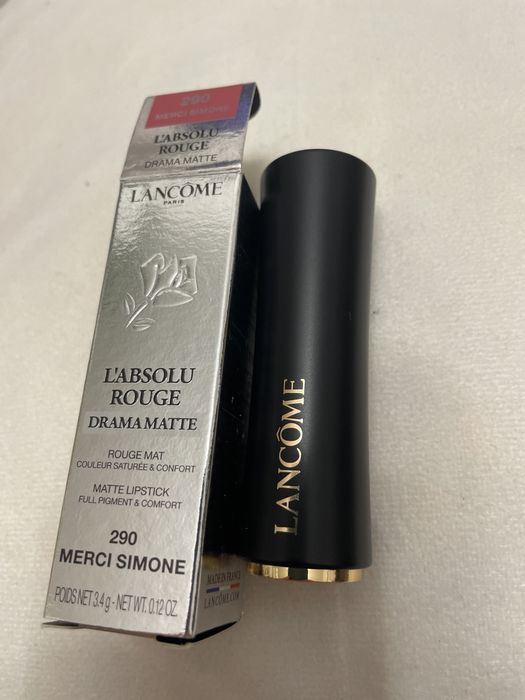 290
MERCI SIMONE
L'ABSOLU
ROUGE
DRAMA MATTE
LANCÔME
PARIS
L'ABSOLU
ROUGE
DRAMA MATTE
ROUGE MAT
COULEUR SATURÉE & CONFORT
MATTE LIPSTICK
FULL PIGMENT & COMFORT
290
MERCI SIMONE
POIDS NET 3.4 g - NET WT. 0.12 OZ.
MADE IN FRANCE
LANCOME.COM
LANCÔME